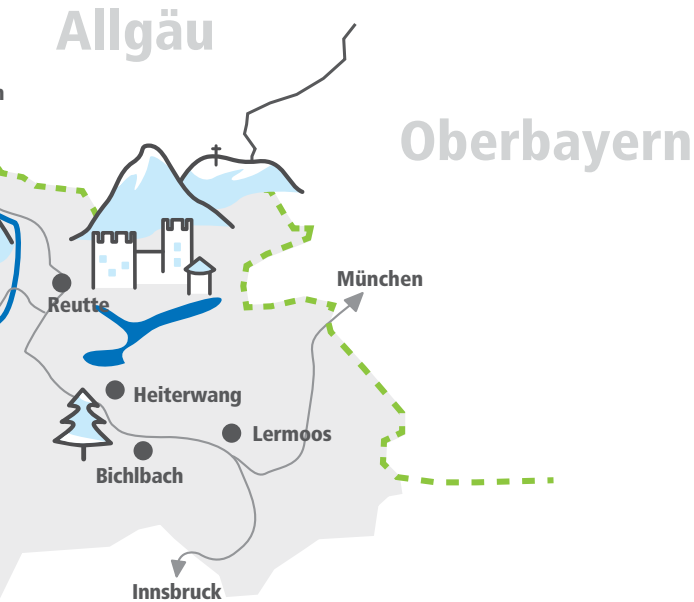 Allgäu
Oberbayern
München
Reutte
Heiterwang
Lermoos
Bichlbach
Innsbruck